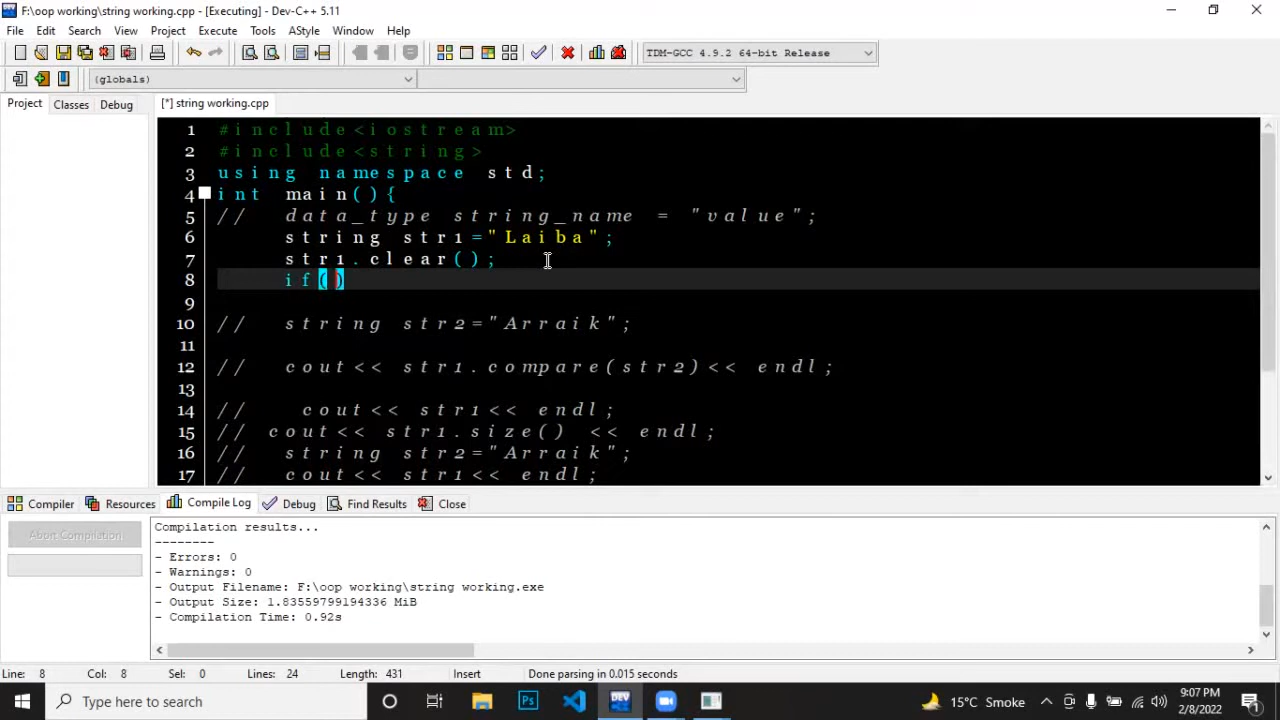 F:\oop working\string working.cpp - [Executing] - Dev-C++ 5.11
File Edit Search View Project Execute Tools AStyle Window Help
TDM-GCC 4.9.2 64-bit Release
(globals)
Project Classes Debug
[*] string working.cpp
1 #include<iostream>
2 #include<string>
3 using namespace std;
4 int main(){
5 // data_type string_name = "value";
6 string str1="Laiba";
7 str1.clear();
8 if()
9
10 // string str2="Arraik";
11
12 // cout<< str1.compare(str2)<< endl;
13
14 // cout<< str1<< endl;
15 // cout<< str1.size() << endl;
16 // string str2="Arraik";
17 // cout<< str1<< endl;
Compiler Resources Compile Log Debug Find Results Close
Abort Compilation
Compilation results...
--------
- Errors: 0
- Warnings: 0
- Output Filename: F:\oop working\string working.exe
- Output Size: 1.83559799194336 MiB
- Compilation Time: 0.92s
Line: 8 Col: 8 Sel: 0 Lines: 24 Length: 431 Insert Done parsing in 0.015 seconds
Type here to search
Ps
DEV
15°C Smoke
9:07 PM
2/8/2022
1